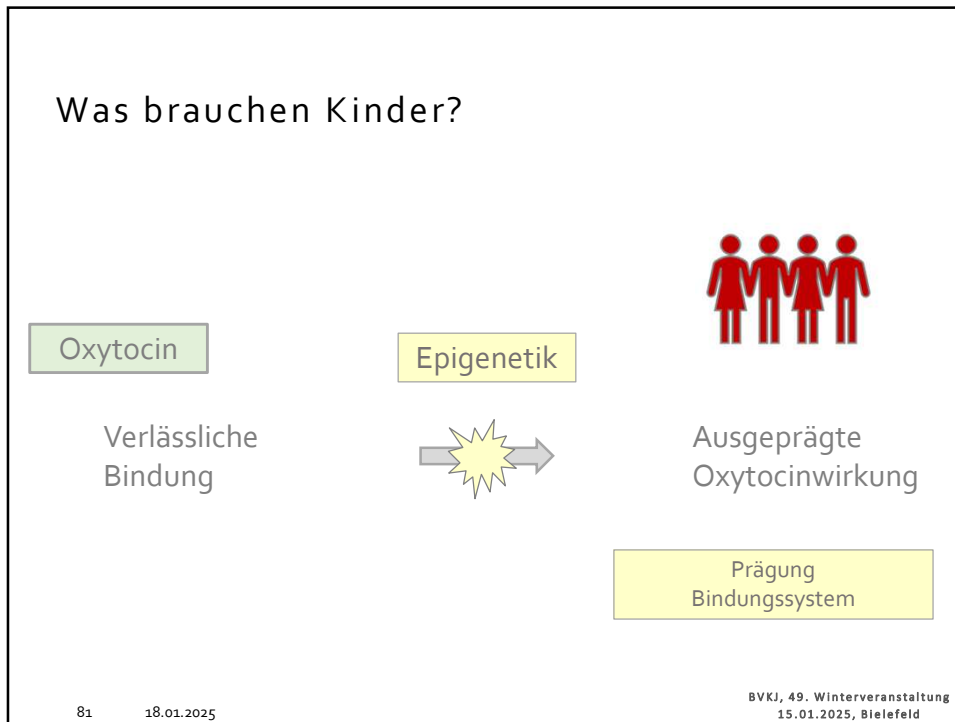 Was brauchen Kinder?
Oxytocin
Epigenetik
Verlässliche
Bindung
Ausgeprägte
Oxytocinwirkung
Prägung
Bindungssystem
81 18.01.2025
BVKJ, 49. Winterveranstaltung
15.01.2025, Bielefeld